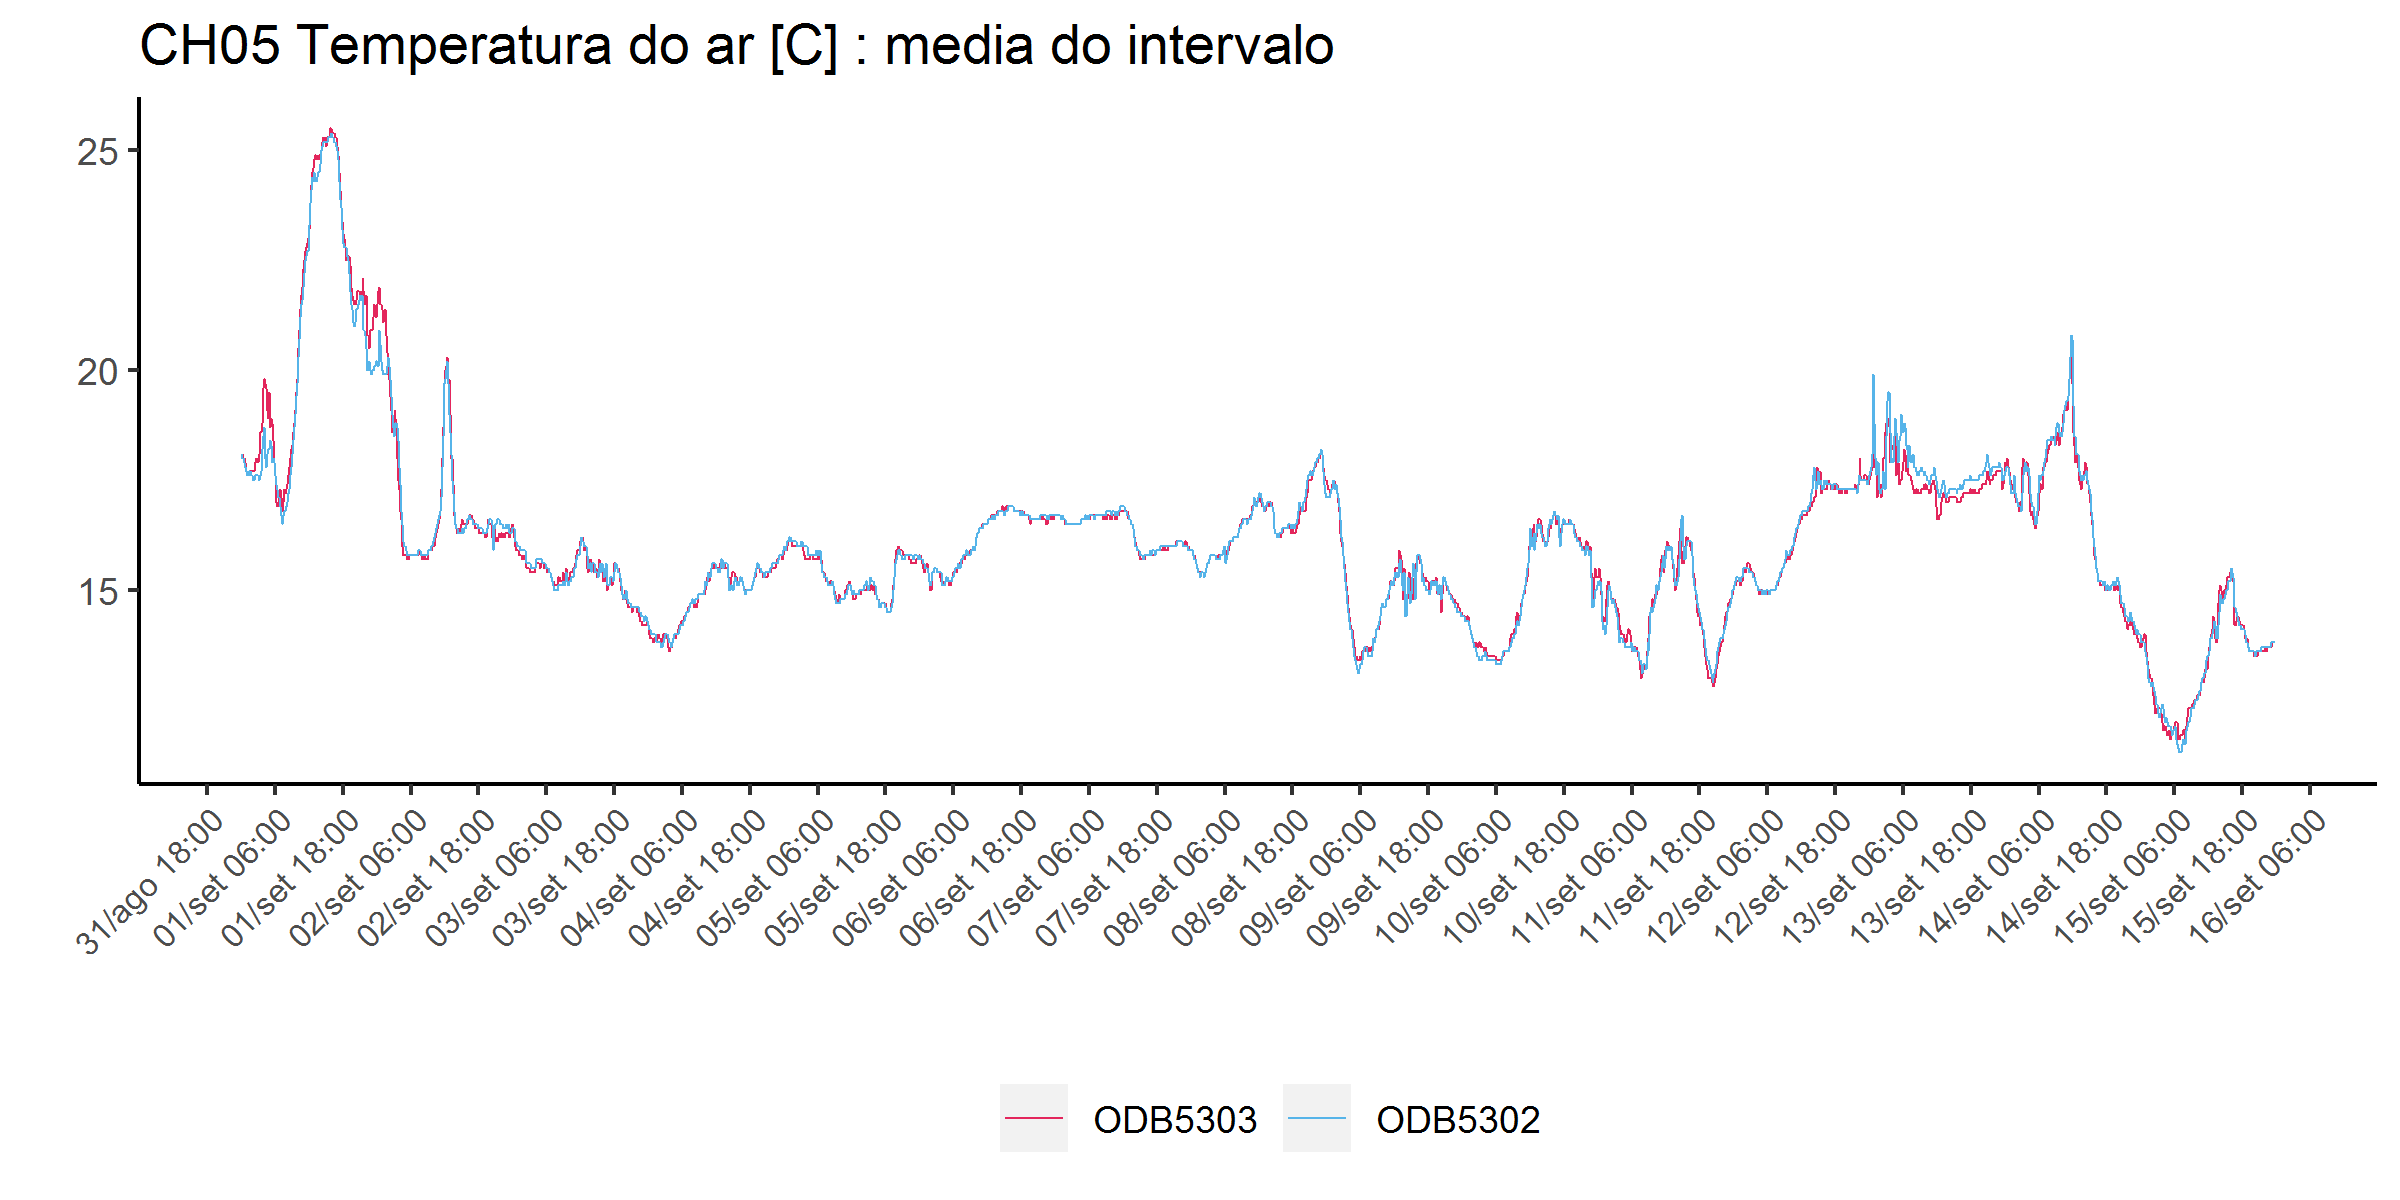 CH05 Temperatura do ar [C] : media do intervalo
25
20
15
31/ago 18:00
01/set 06:00
01/set 18:00
02/set 06:00
02/set 18:00
03/set 06:00
03/set 18:00
04/set 06:00
04/set 18:00
05/set 06:00
05/set 18:00
06/set 06:00
06/set 18:00
07/set 06:00
07/set 18:00
08/set 06:00
08/set 18:00
09/set 06:00
09/set 18:00
10/set 06:00
10/set 18:00
11/set 06:00
11/set 18:00
12/set 06:00
12/set 18:00
13/set 06:00
13/set 18:00
14/set 06:00
14/set 18:00
15/set 06:00
15/set 18:00
16/set 06:00
ODB5303 ODB5302